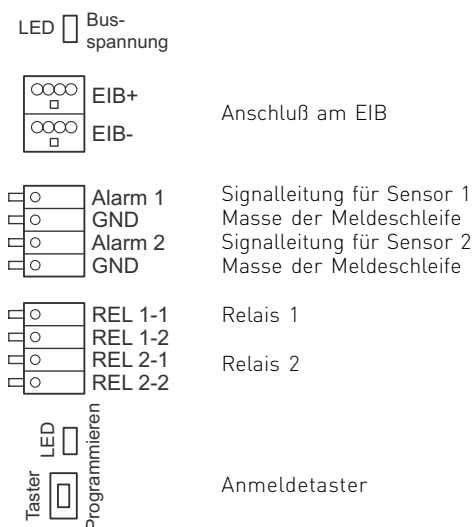 LED Bus-
spannung
EIB+
Anschluß am EIB
EIB-
Alarm 1 Signalleitung für Sensor 1
GND Masse der Meldeschleife
Alarm 2 Signalleitung für Sensor 2
GND Masse der Meldeschleife
REL 1-1 Relais 1
REL 1-2
REL 2-1 Relais 2
REL 2-2
LED
Programmieren
Taster
Anmeldetaster